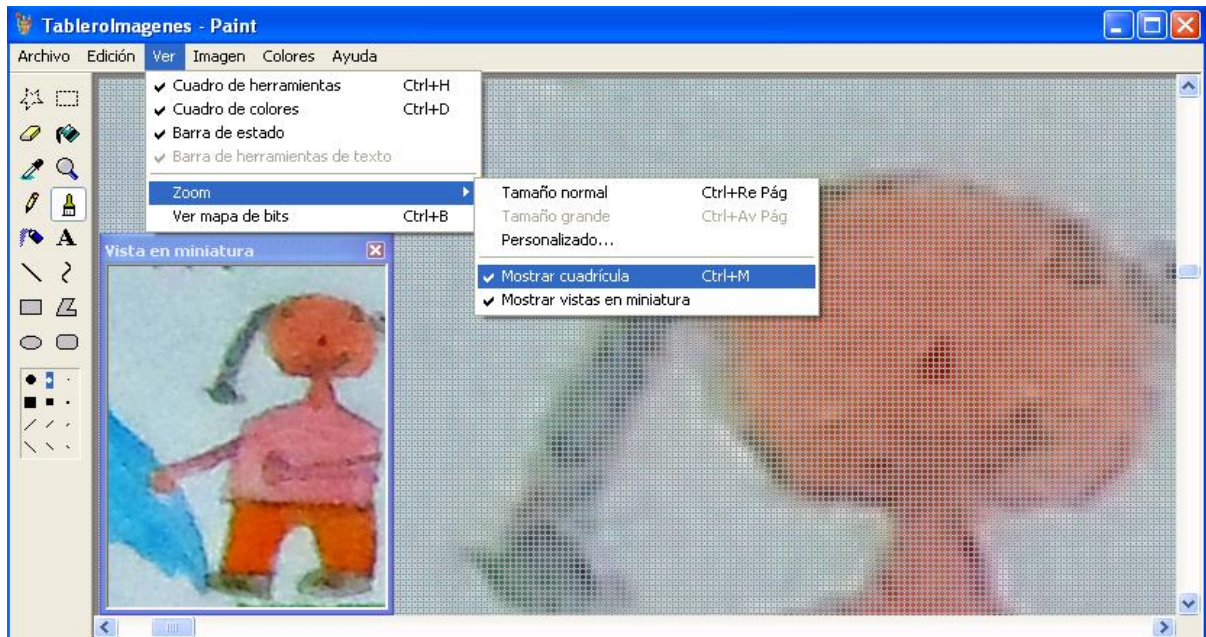 TableroImagenes - Paint
Archivo Edición Ver Imagen Colores Ayuda
Cuadro de herramientas Ctrl+H
Cuadro de colores Ctrl+D
Barra de estado
Barra de herramientas de texto
Zoom
Ver mapa de bits Ctrl+B
Tamaño normal Ctrl+Re Pág
Tamaño grande Ctrl+Av Pág
Personalizado...
Mostrar cuadrícula Ctrl+M
Mostrar vistas en miniatura
Vista en miniatura
A